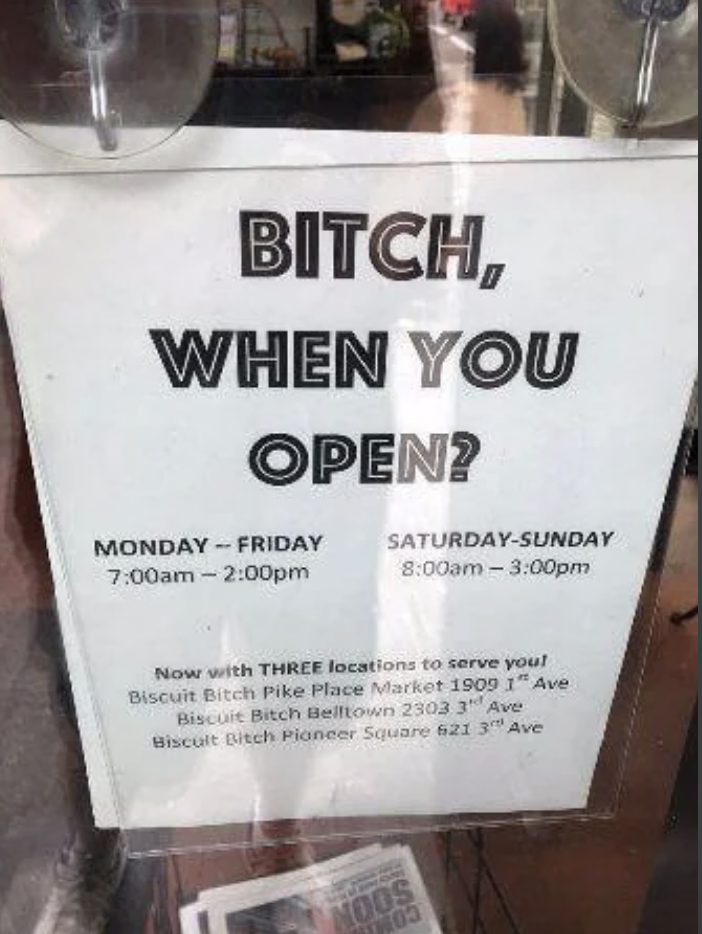 BITCH,
WHEN YOU
OPEN?
MONDAY – FRIDAY SATURDAY-SUNDAY
7:00am – 2:00pm 8:00am – 3:00pm
Now with THREE locations to serve you!
Biscuit Bitch Pike Place Market 1909 1st Ave
Biscuit Bitch Belltown 2303 3rd Ave
Biscuit Bitch Pioneer Square 621 3rd Ave
SOON